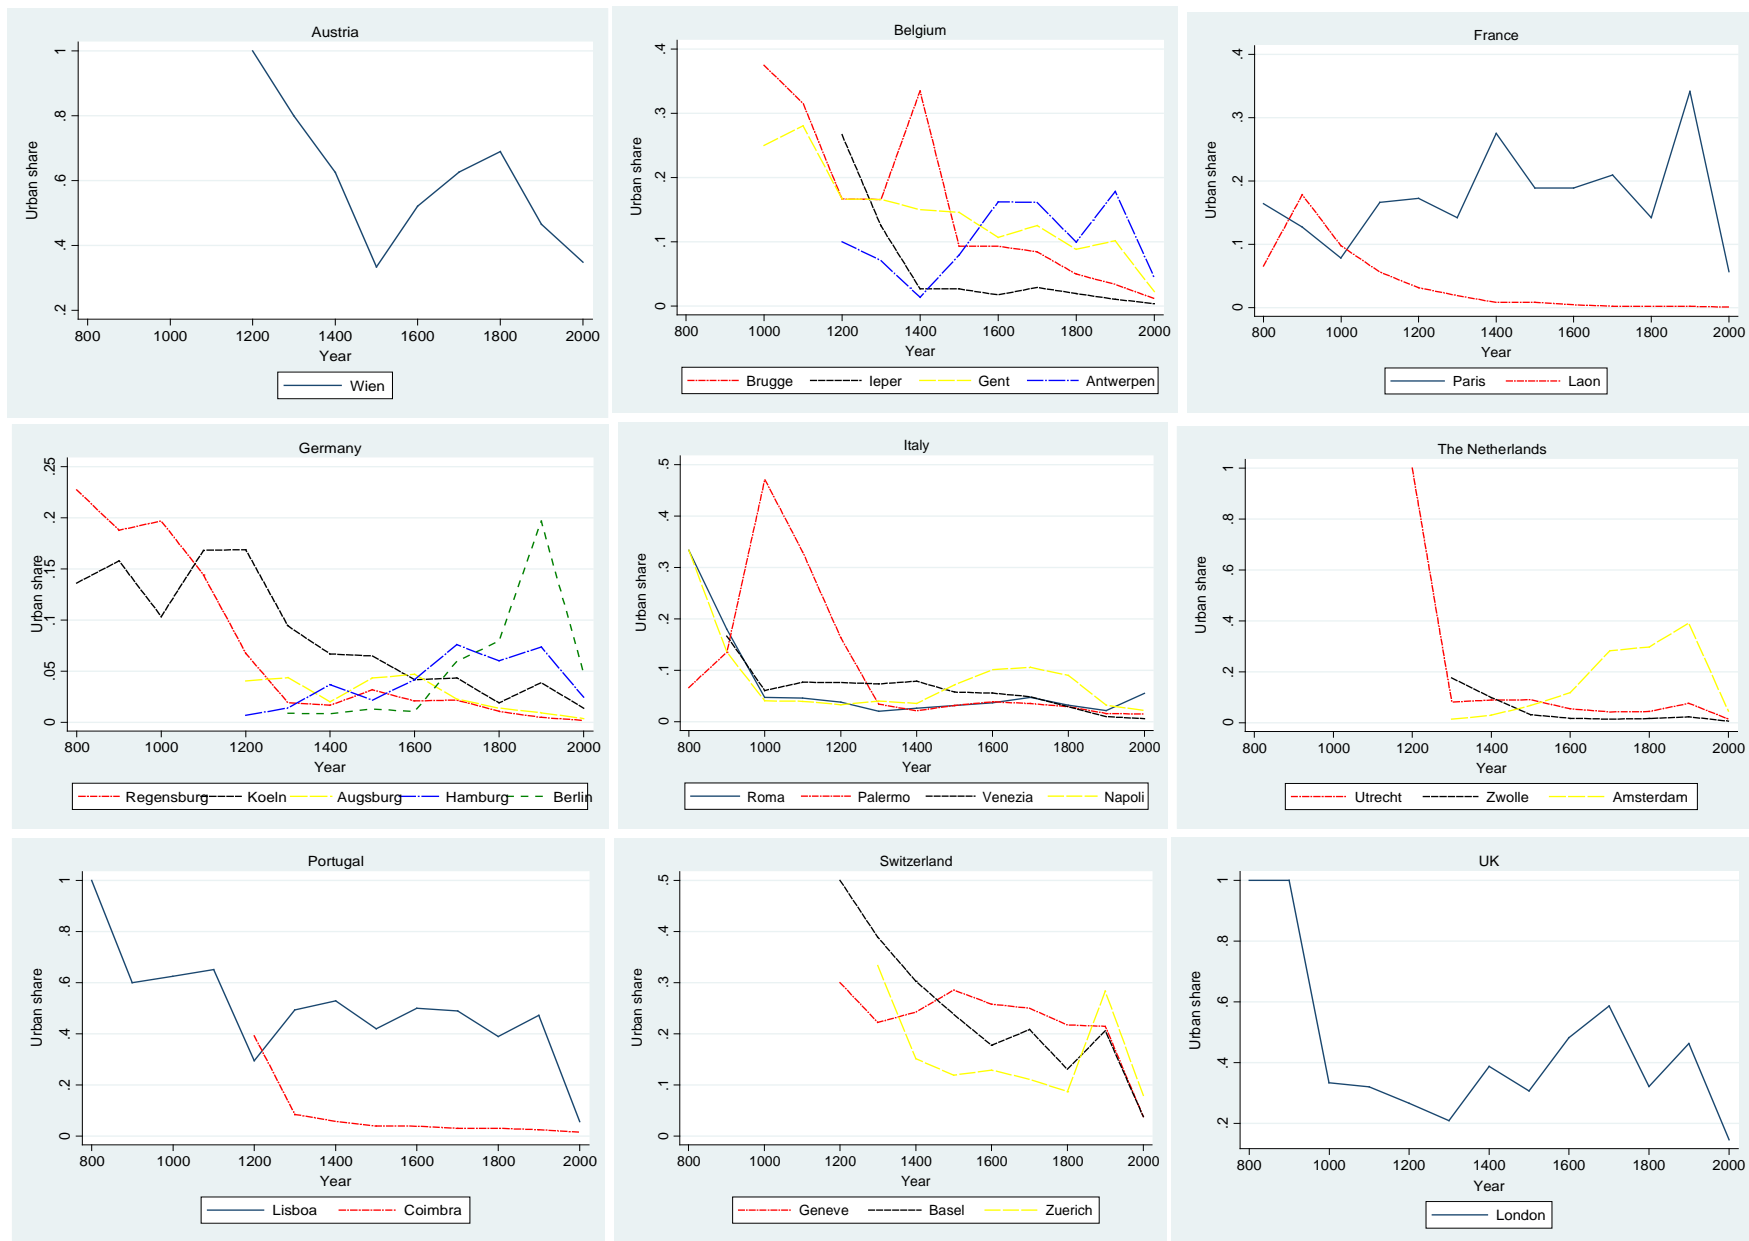 Austria
Urban share
1
.8
.6
.4
.2
800 1000 1200 1400 1600 1800 2000
Year
Wien
Belgium
Urban share
.4
.3
.2
.1
0
800 1000 1200 1400 1600 1800 2000
Year
Brugge Ieper Gent Antwerpen
France
Urban share
.4
.3
.2
.1
0
800 1000 1200 1400 1600 1800 2000
Year
Paris Laon
Germany
Urban share
.25
.2
.15
.1
.05
0
800 1000 1200 1400 1600 1800 2000
Year
Regensburg Koeln Augsburg Hamburg Berlin
Italy
Urban share
.5
.4
.3
.2
.1
0
800 1000 1200 1400 1600 1800 2000
Year
Roma Palermo Venezia Napoli
The Netherlands
Urban share
1
.8
.6
.4
.2
0
800 1000 1200 1400 1600 1800 2000
Year
Utrecht Zwolle Amsterdam
Portugal
Urban share
1
.8
.6
.4
.2
0
800 1000 1200 1400 1600 1800 2000
Year
Lisboa Coimbra
Switzerland
Urban share
.5
.4
.3
.2
.1
0
800 1000 1200 1400 1600 1800 2000
Year
Geneve Basel Zuerich
UK
Urban share
1
.8
.6
.4
.2
800 1000 1200 1400 1600 1800 2000
Year
London